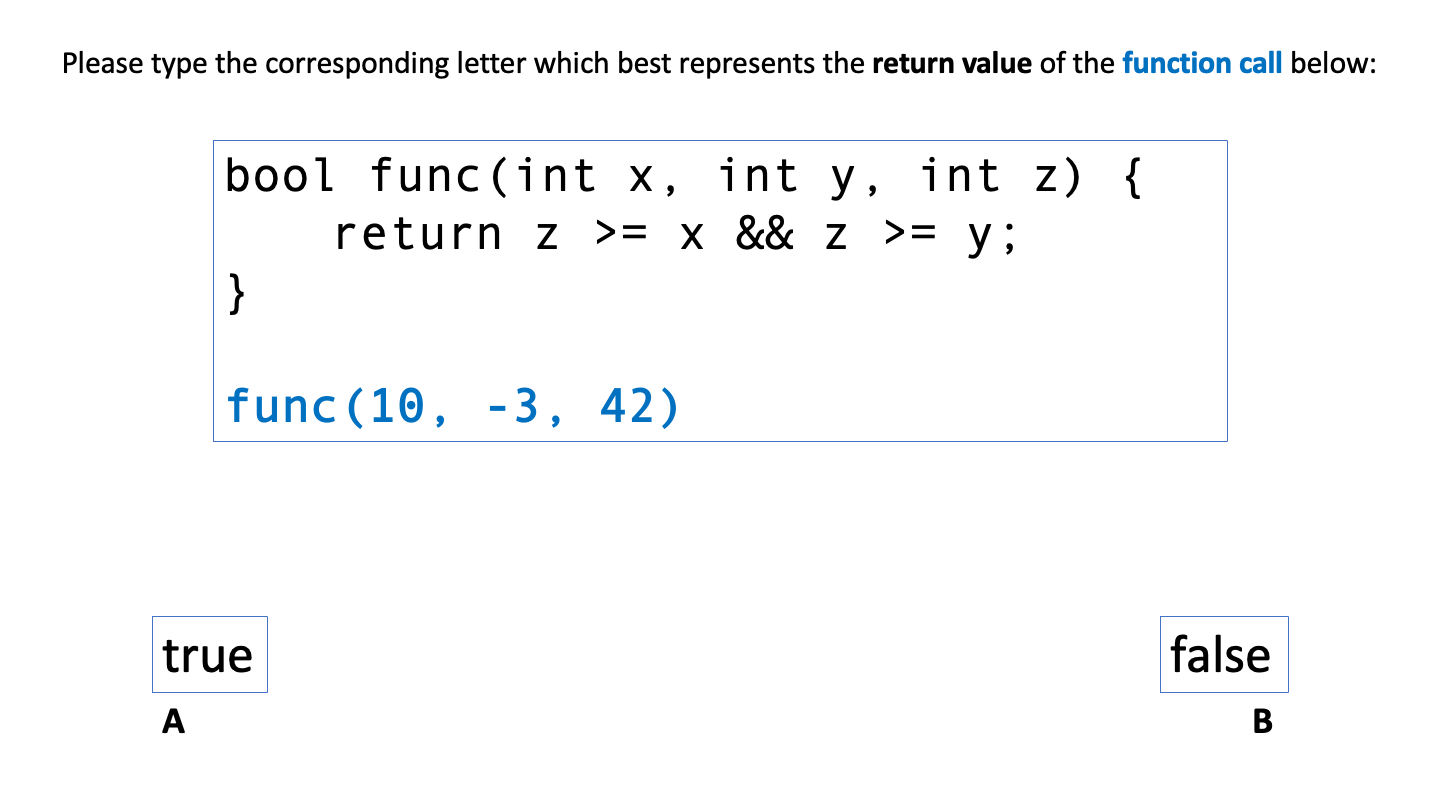 Please type the corresponding letter which best represents the return value of the function call below:
bool func(int x, int y, int z) {
    return z >= x && z >= y;
}
func(10, -3, 42)
true
false
A
B